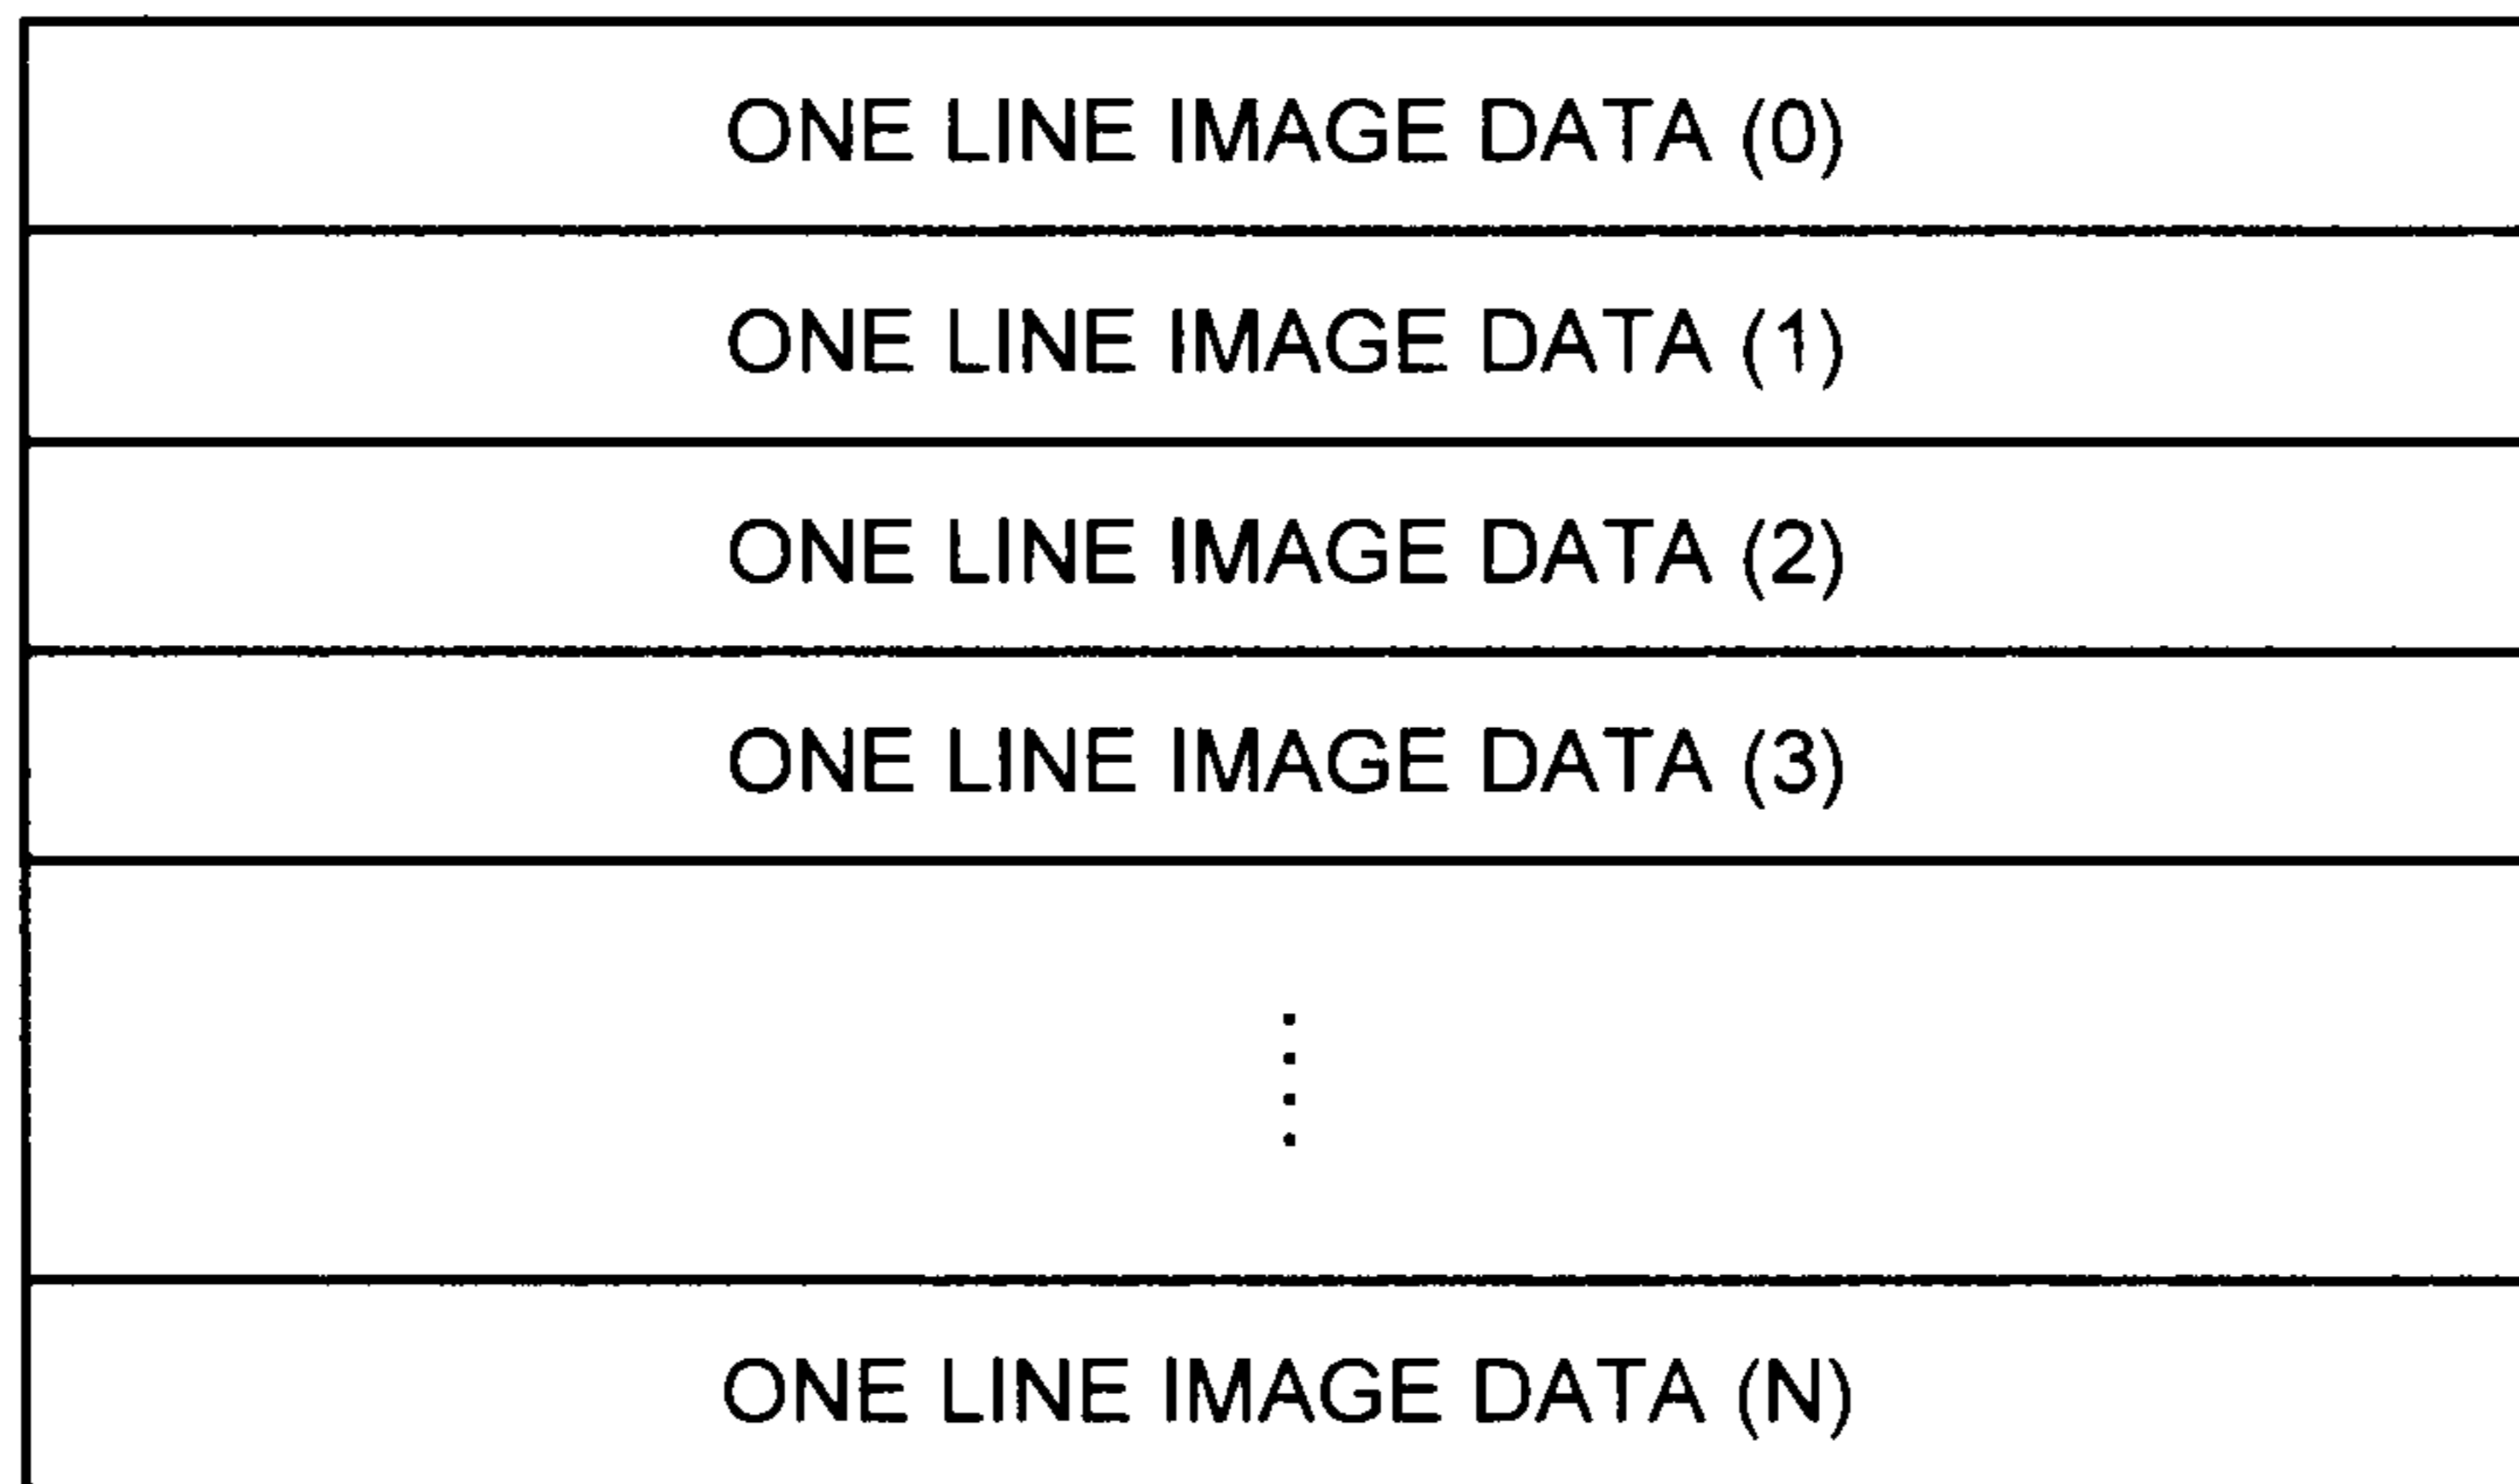 ONE LINE IMAGE DATA (0)
ONE LINE IMAGE DATA (1)
ONE LINE IMAGE DATA (2)
ONE LINE IMAGE DATA (3)
ONE LINE IMAGE DATA (N)